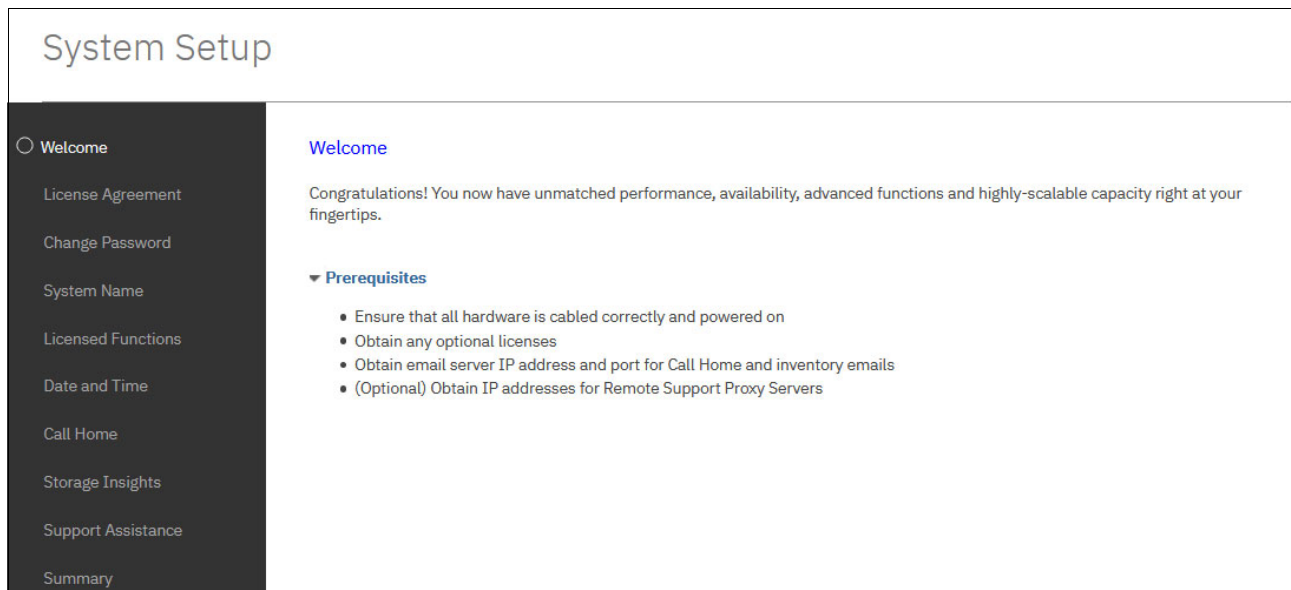 System Setup
Welcome
License Agreement
Change Password
System Name
Licensed Functions
Date and Time
Call Home
Storage Insights
Support Assistance
Summary
Welcome
Congratulations! You now have unmatched performance, availability, advanced functions and highly-scalable capacity right at your
fingertips.
Prerequisites
• Ensure that all hardware is cabled correctly and powered on
• Obtain any optional licenses
• Obtain email server IP address and port for Call Home and inventory emails
• (Optional) Obtain IP addresses for Remote Support Proxy Servers